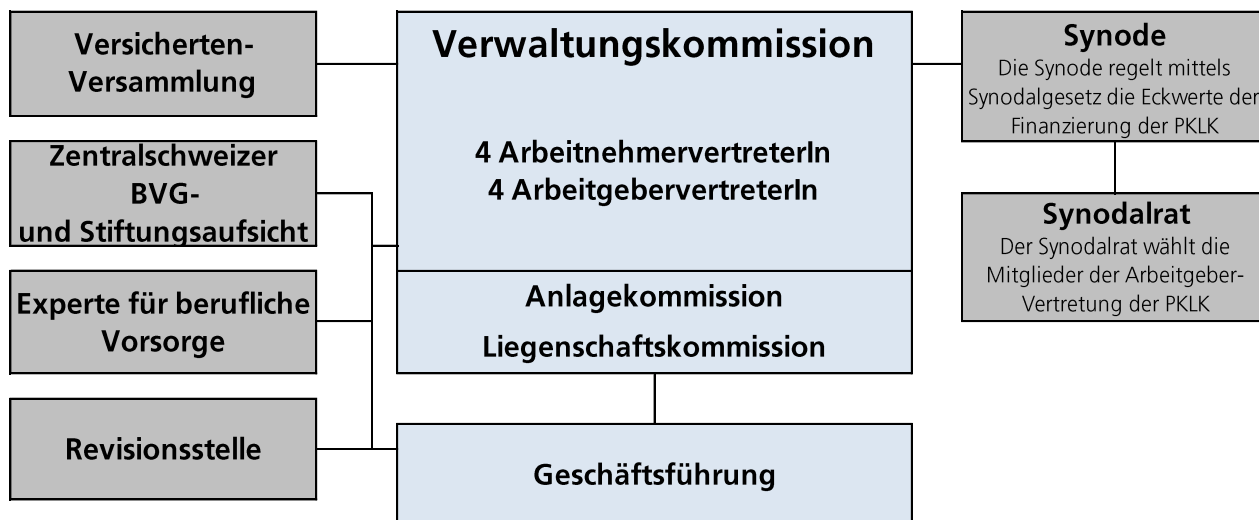 Versicherten-
Versammlung
Zentralschweizer
BVG-
und Stiftungsaufsicht
Experte für berufliche
Vorsorge
Revisionsstelle
Verwaltungskommission
4 ArbeitnehmervertreterIn
4 ArbeitgebervertreterIn
Anlagekommission
Liegenschaftskommission
Geschäftsführung
Synode
Die Synode regelt mittels
Synodalgesetz die Eckwerte der
Finanzierung der PKLK
Synodalrat
Der Synodalrat wählt die
Mitglieder der Arbeitgeber-
Vertretung der PKLK